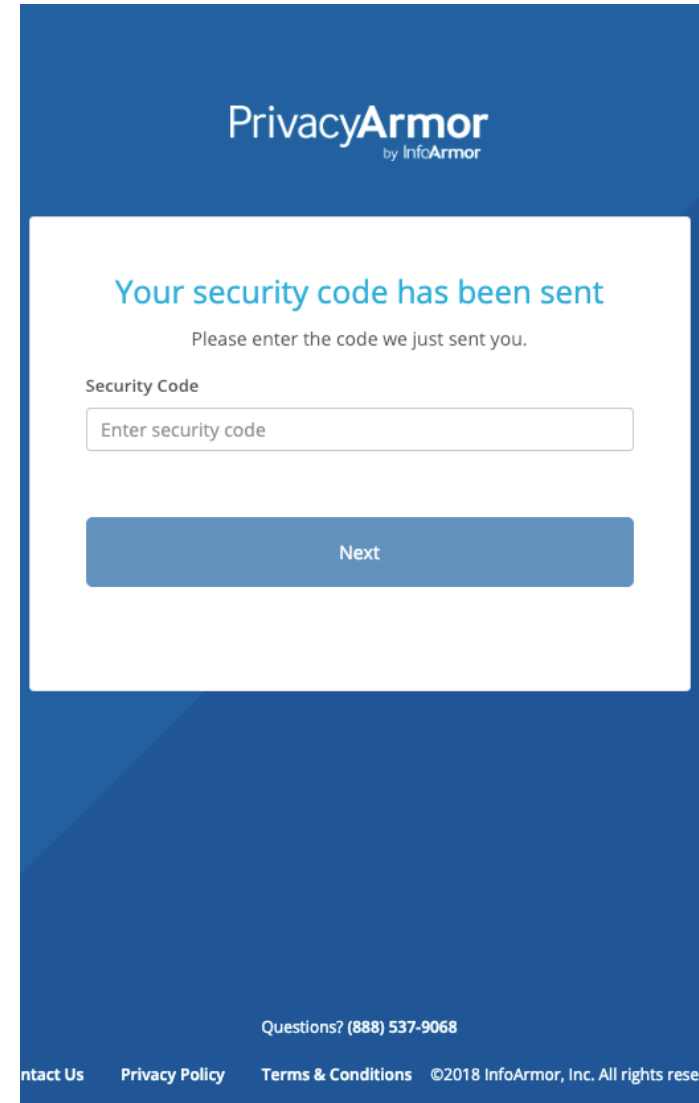 PrivacyArmor
by InfoArmor
Your security code has been sent
Please enter the code we just sent you.
Security Code
Enter security code
Next
Questions? (888) 537-9068
ntact Us Privacy Policy Terms & Conditions ©2018 InfoArmor, Inc. All rights rese